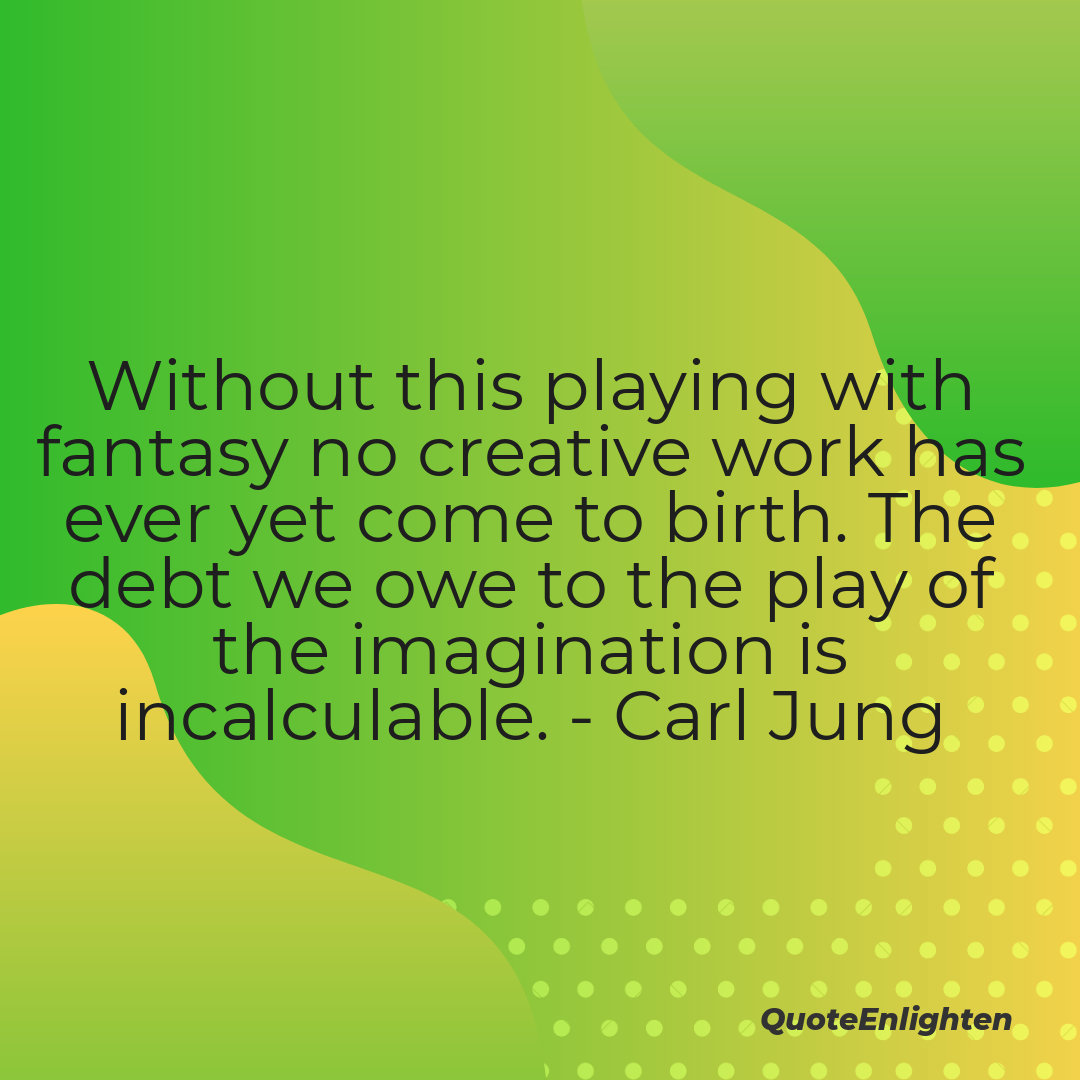 Without this playing with
fantasy no creative work has
ever yet come to birth. The
debt we owe to the play of
the imagination is
incalculable. - Carl Jung
QuoteEnlighten